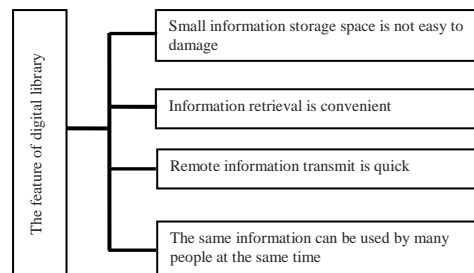 The feature of digital library
Small information storage space is not easy to
damage
Information retrieval is convenient
Remote information transmit is quick
The same information can be used by many
people at the same time